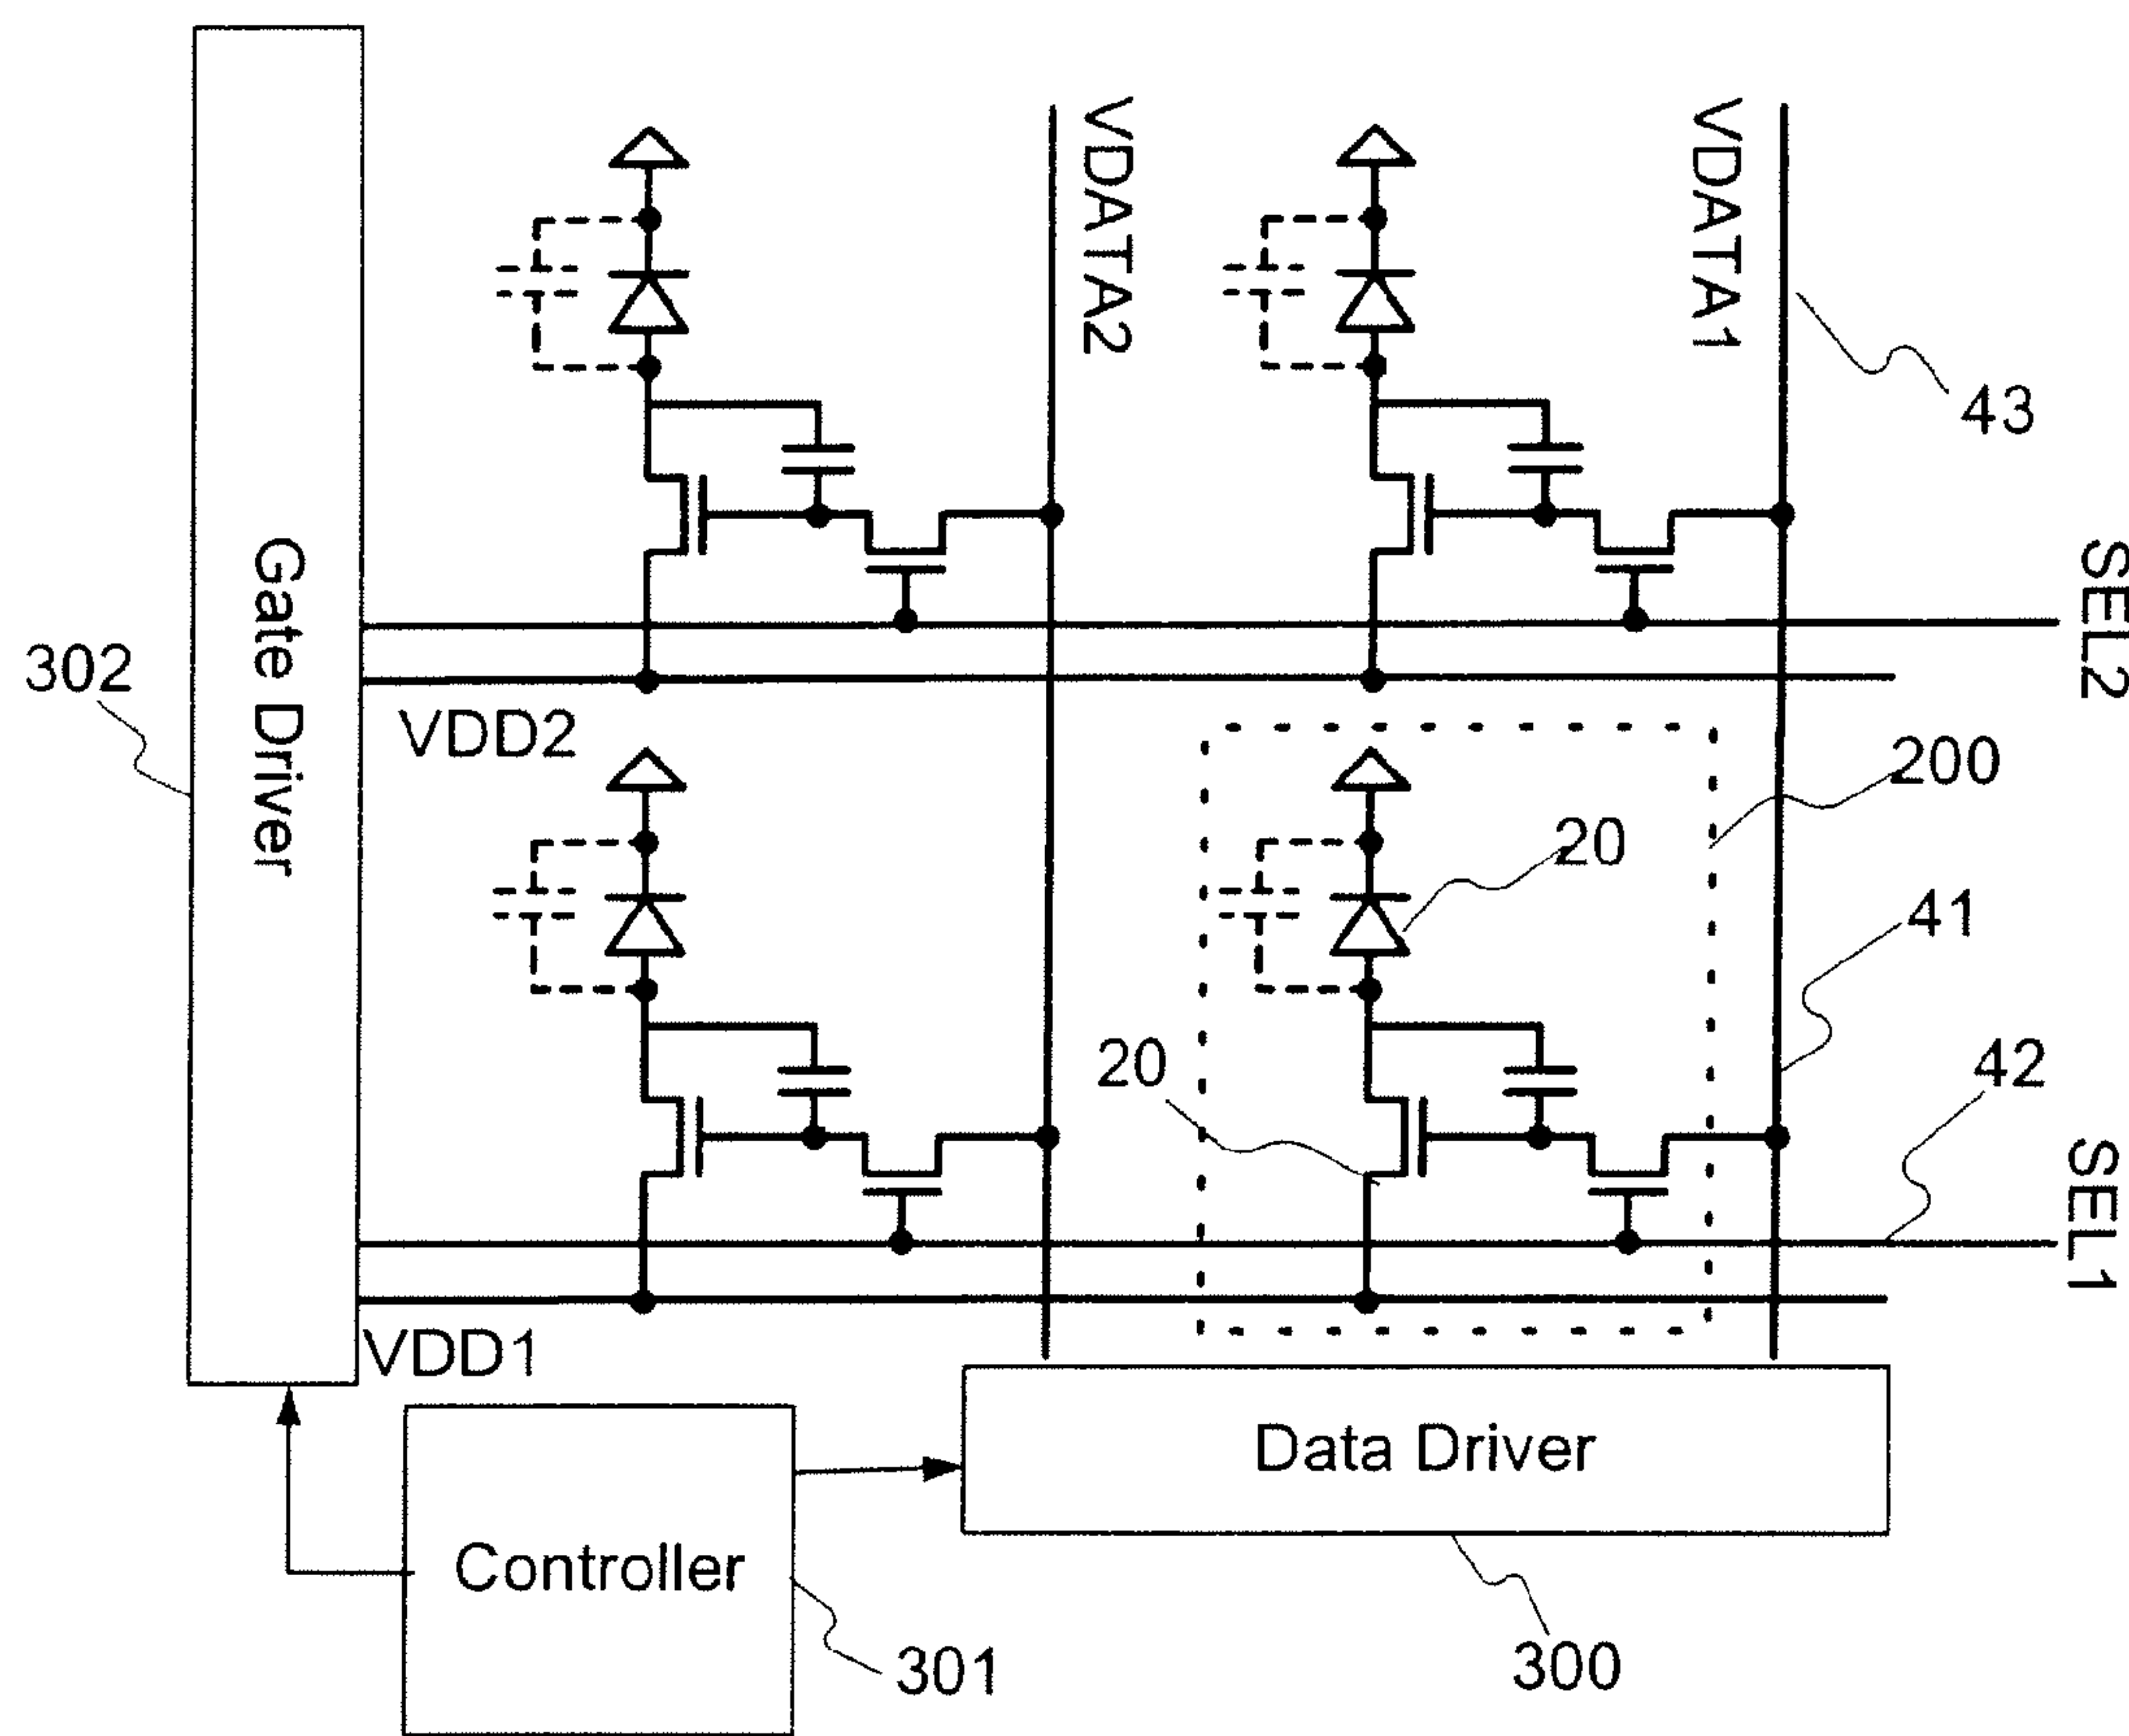 VDATA2
VDATA1
43
Gate Driver
SEL2
302
VDD2
200
20
41
20
42
SEL1
VDD1
Data Driver
Controller
301
300